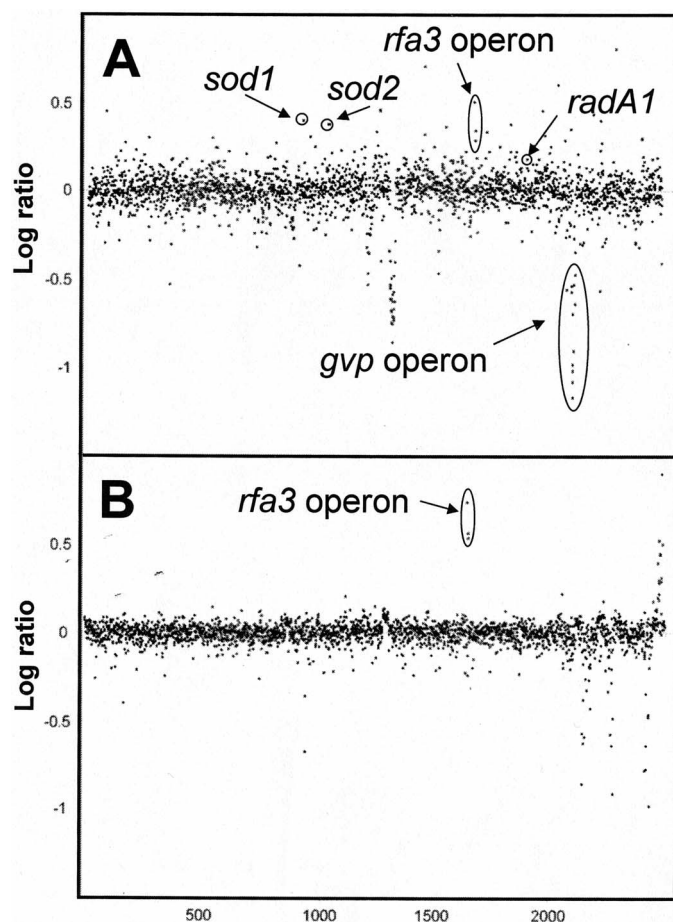 A
rfa3 operon
sod1
sod2
radA1
0.5
0
-0.5
-1
Log ratio
gvp operon
B
rfa3 operon
0.5
0
-0.5
-1
Log ratio
500 1000 1500 2000